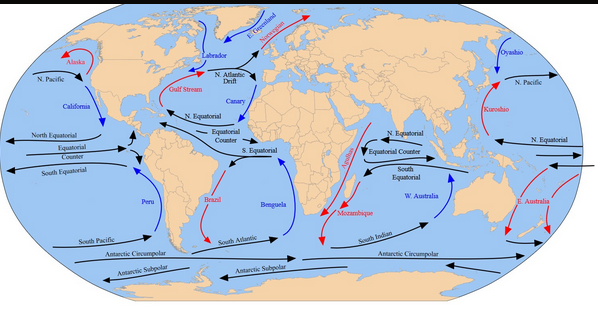 E. Greenland
Norwegian
Labrador
Oyashio
Alaska
N. Pacific
N. Atlantic
Drift
N. Pacific
Gulf Stream
California
Canary
Kuroshio
N. Equatorial
North Equatorial
Equatorial
Counter
N. Equatorial
N. Equatorial
Equatorial
Counter
S. Equatorial
Equatorial Counter
South Equatorial
South
Equatorial
Agulhas
Peru
Brazil
Benguela
Mozambique
W. Australia
E. Australia
South Pacific
South Atlantic
South Indian
Antarctic Circumpolar
Antarctic Circumpolar
Antarctic Subpolar
Antarctic Subpolar